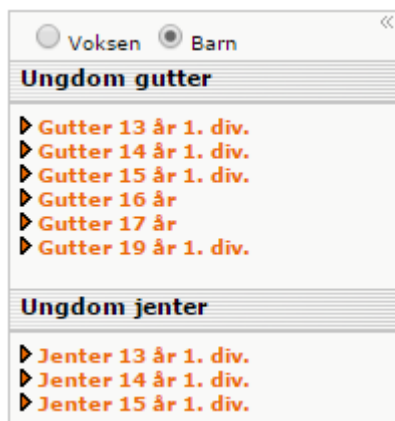 Voksen Barn
Ungdom gutter
Gutter 13 år 1. div.
Gutter 14 år 1. div.
Gutter 15 år 1. div.
Gutter 16 år
Gutter 17 år
Gutter 19 år 1. div.
Ungdom jenter
Jenter 13 år 1. div.
Jenter 14 år 1. div.
Jenter 15 år 1. div.